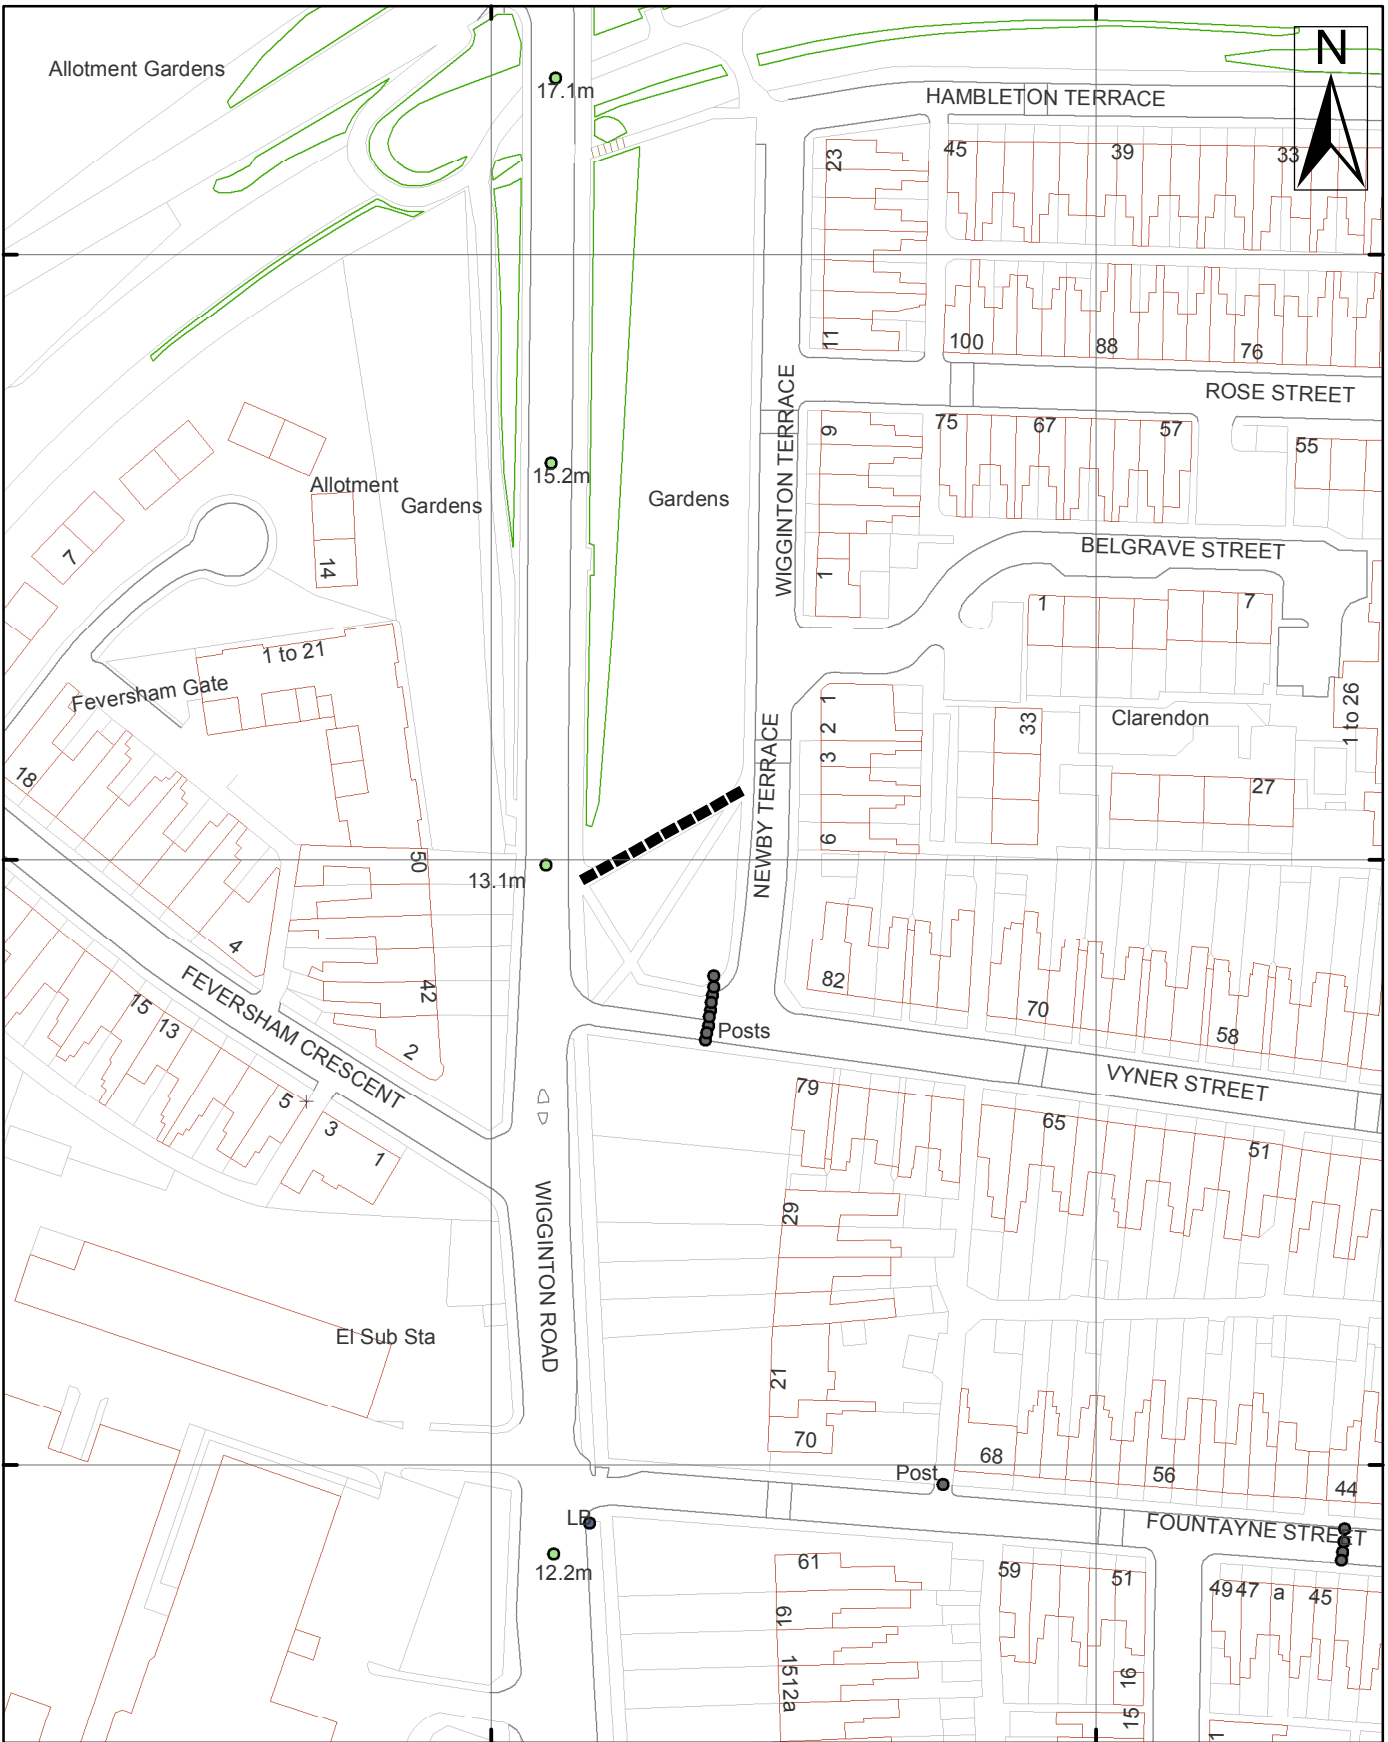 N
Allotment Gardens
17.1m
HAMBLETON TERRACE
23
45
39
33
11
100
88
76
ROSE STREET
WIGGINTON TERRACE
9
75
67
57
55
15.2m
Allotment
Gardens
Gardens
7
14
1
BELGRAVE STREET
1
7
1 to 21
Feversham Gate
1
2
3
6
33
Clarendon
1 to 26
27
NEWBY TERRACE
18
50
13.1m
4
42
2
82
70
58
FEVERSHAM CRESCENT
15
13
5
3
1
Posts
VYNER STREET
79
65
51
29
WIGGINTON ROAD
El Sub Sta
21
70
68
56
44
Post
FOUNTAYNE STREET
LB
12.2m
61
59
51
49
47
a
45
61
1512a
16
15
1